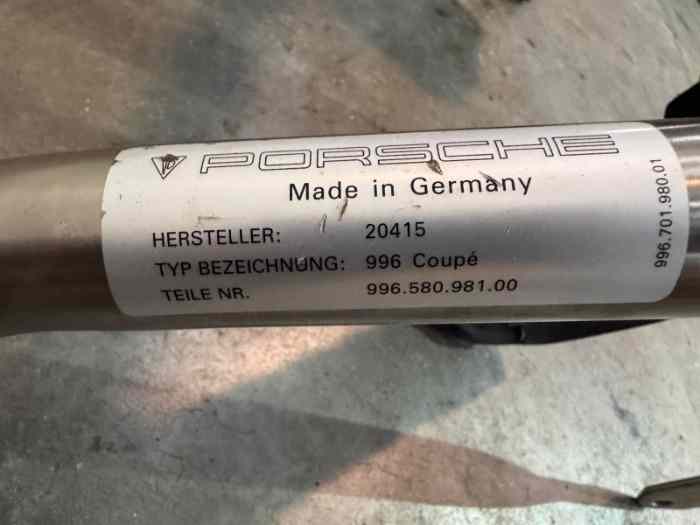 PORSCHE
Made in Germany
HERSTELLER: 20415
TYP BEZEICHNUNG: 996 Coupé
TEILE NR. 996.580.981.00
996.701.980.01